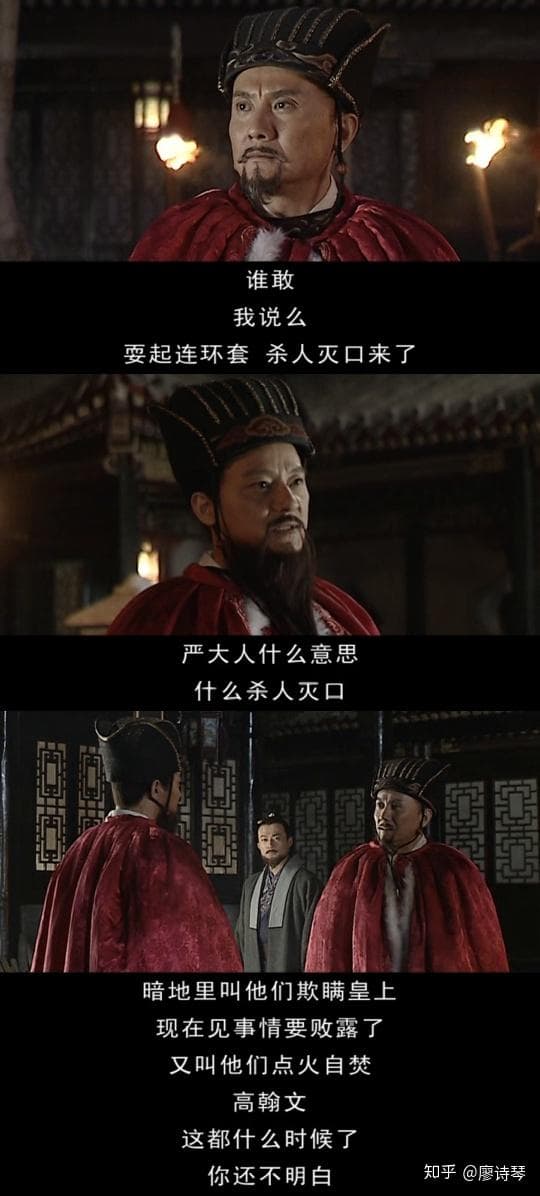 谁敢
我说么
耍起连环套 杀人灭口来了
严大人什么意思
什么杀人灭口
暗地里叫他们欺瞒皇上
现在见事情要败露了
又叫他们点火自焚
高翰文
这都什么时候了
你还不明白
知乎 @廖诗琴